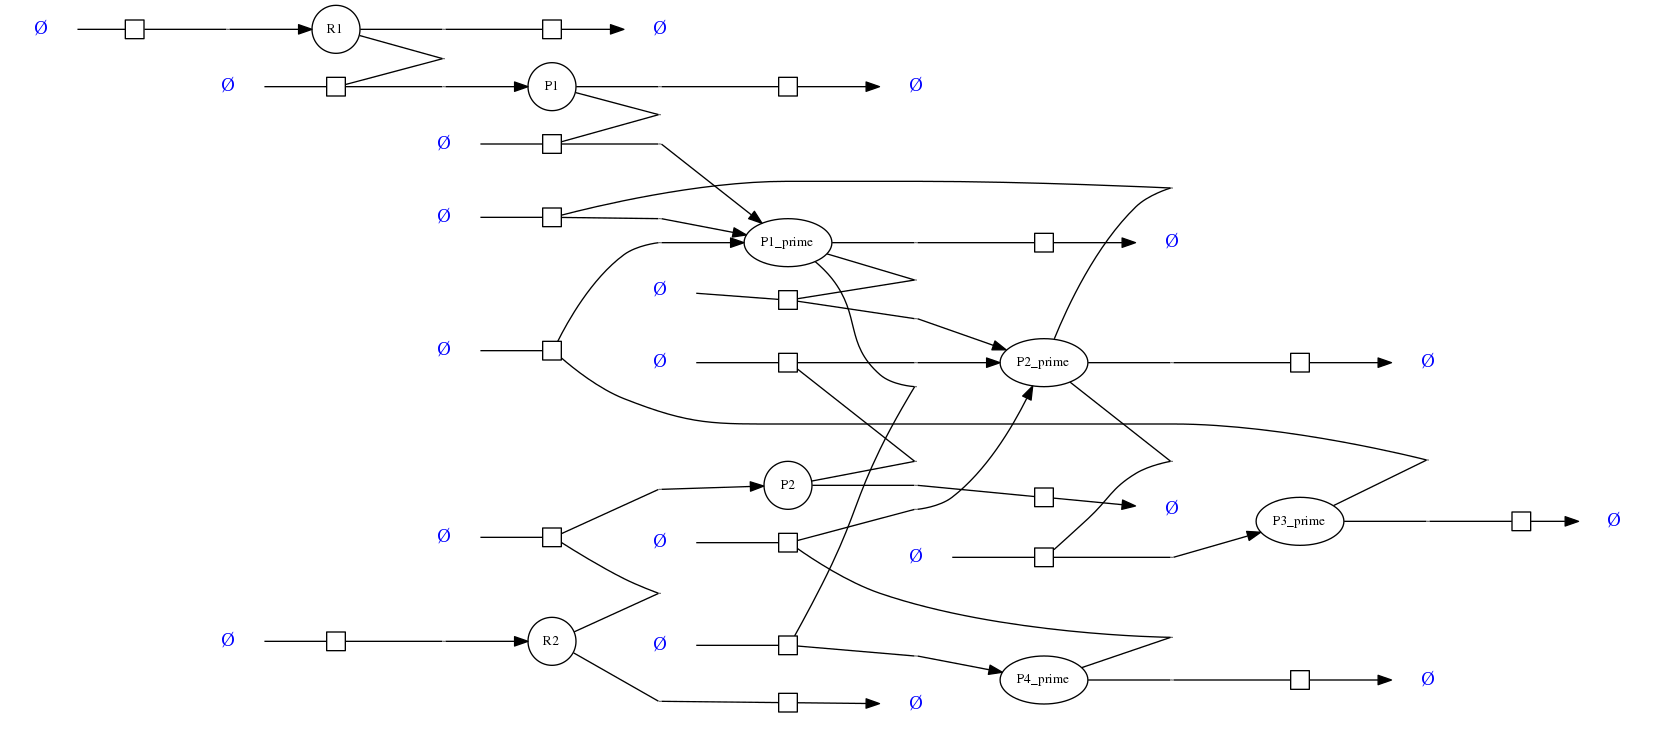 Ø R1 Ø
Ø P1 Ø
Ø
Ø
P1_prime Ø
Ø
Ø
Ø P2_prime Ø
P2
Ø
P3_prime Ø
Ø
Ø
Ø
Ø R2
Ø
P4_prime Ø
Ø